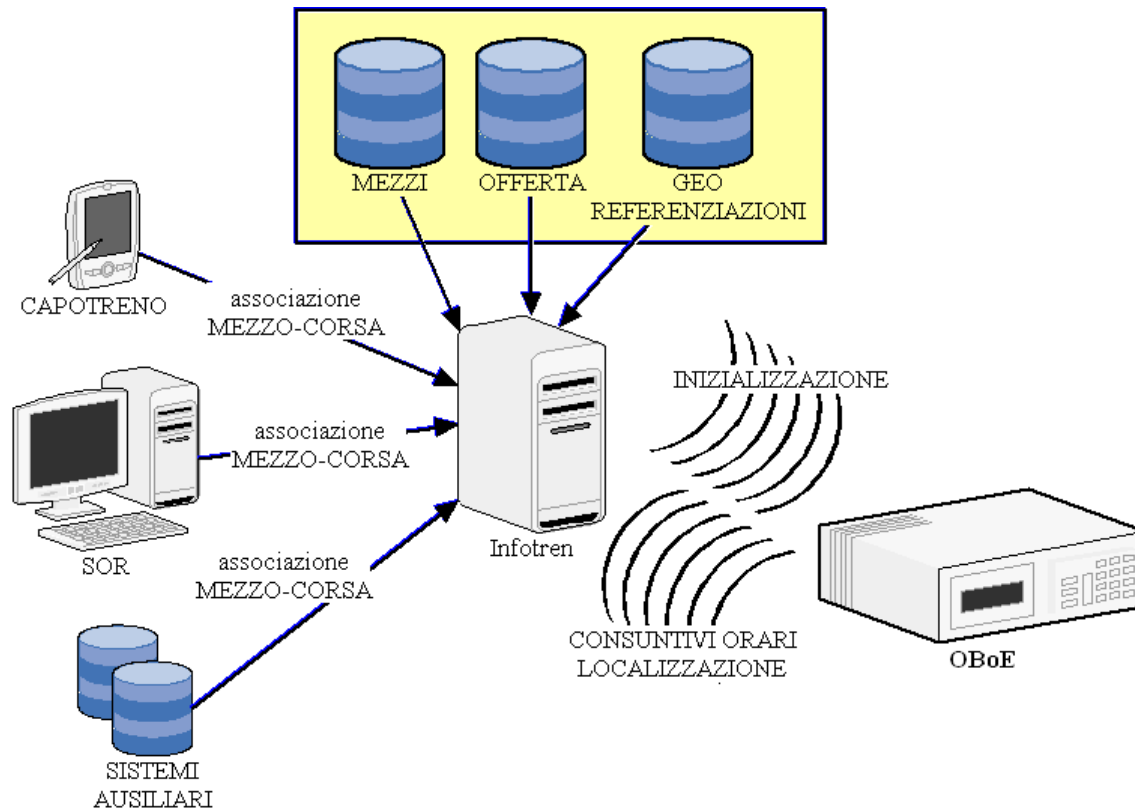 MEZZI
OFFERTA
GEO
REFERENZIAZIONI
CAPOTRENO
associazione
MEZZO-CORSA
INIZIALIZZAZIONE
associazione
MEZZO-CORSA
SOR
Infotren
associazione
MEZZO-CORSA
CONSUNTIVI ORARI
LOCALIZZAZIONE
OBoE
SISTEMI
AUSILIARI